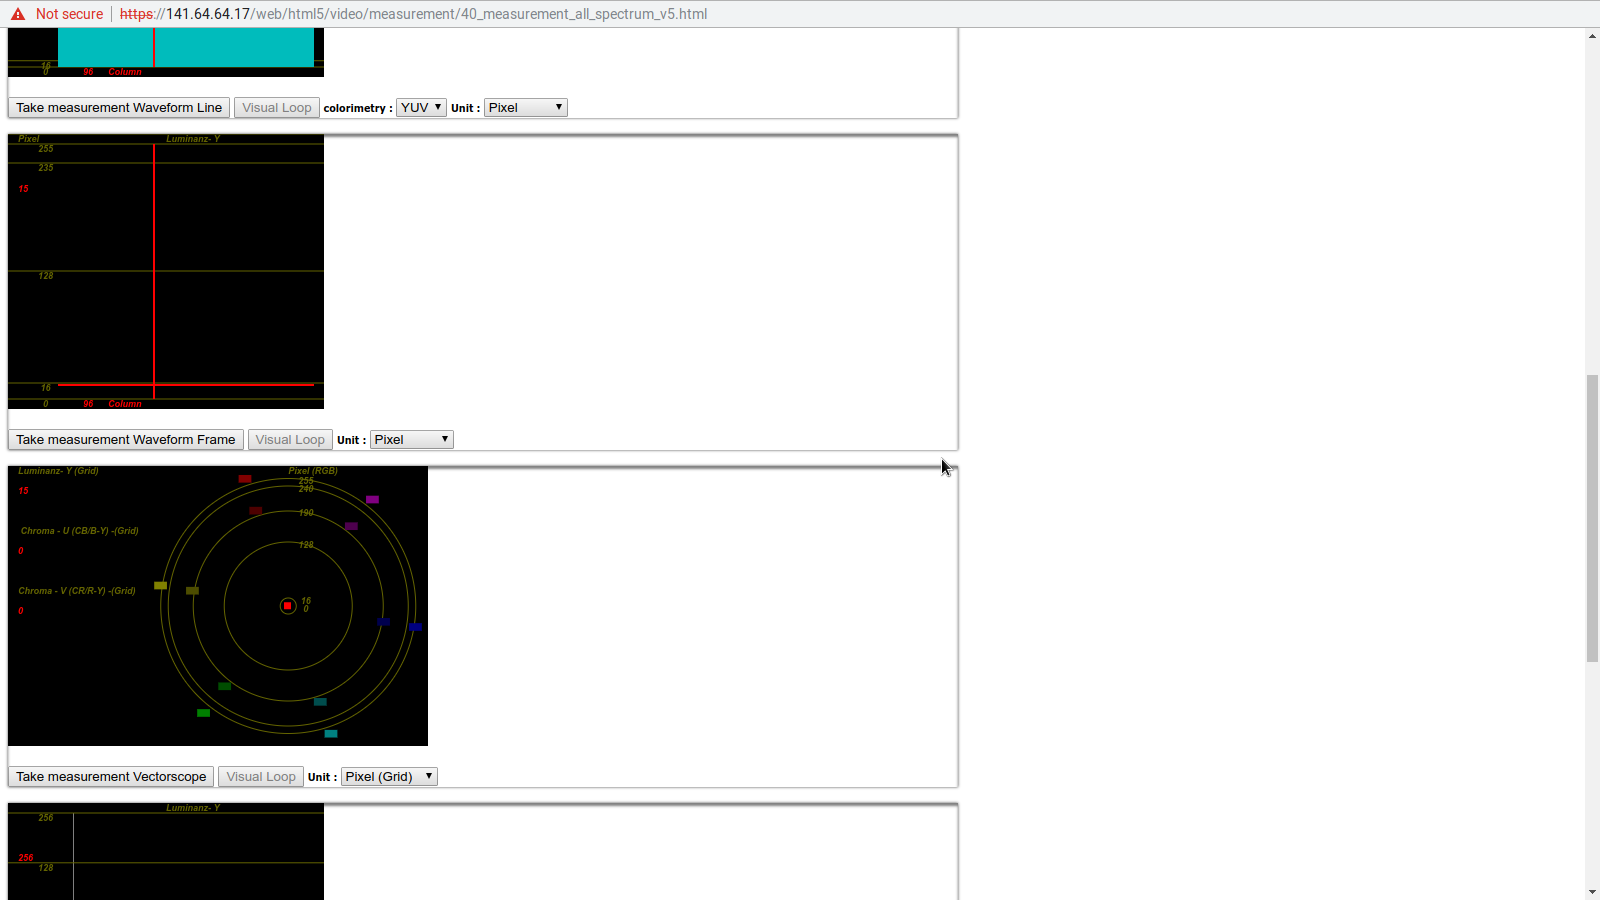 Not secure https://141.64.64.17/web/html5/video/measurement/40_measurement_all_spectrum_v5.html
16
0 96 Column
Take measurement Waveform Line Visual Loop colorimetry : YUV Unit : Pixel
Pixel Luminanz- Y
255
235
15
128
16
0 96 Column
Take measurement Waveform Frame Visual Loop Unit : Pixel
Luminanz- Y (Grid) Pixel (RGB)
255
240
15
190
Chroma - U (CB/B-Y) -(Grid)
128
0
Chroma - V (CR/R-Y) -(Grid)
16
0
0
Take measurement Vectorscope Visual Loop Unit : Pixel (Grid)
Luminanz- Y
256
256
128